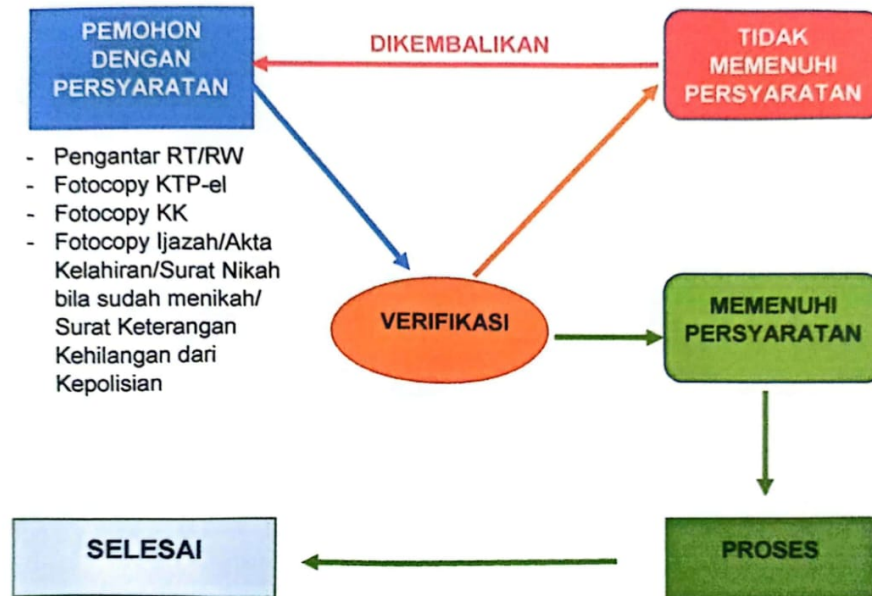 PEMOHON
DENGAN
PERSYARATAN
DIKEMBALIKAN
TIDAK
MEMENUHI
PERSYARATAN
- Pengantar RT/RW
- Fotocopy KTP-el
- Fotocopy KK
- Fotocopy Ijazah/Akta
Kelahiran/Surat Nikah
bila sudah menikah/
Surat Keterangan
Kehilangan dari
Kepolisian
VERIFIKASI
MEMENUHI
PERSYARATAN
SELESAI
PROSES